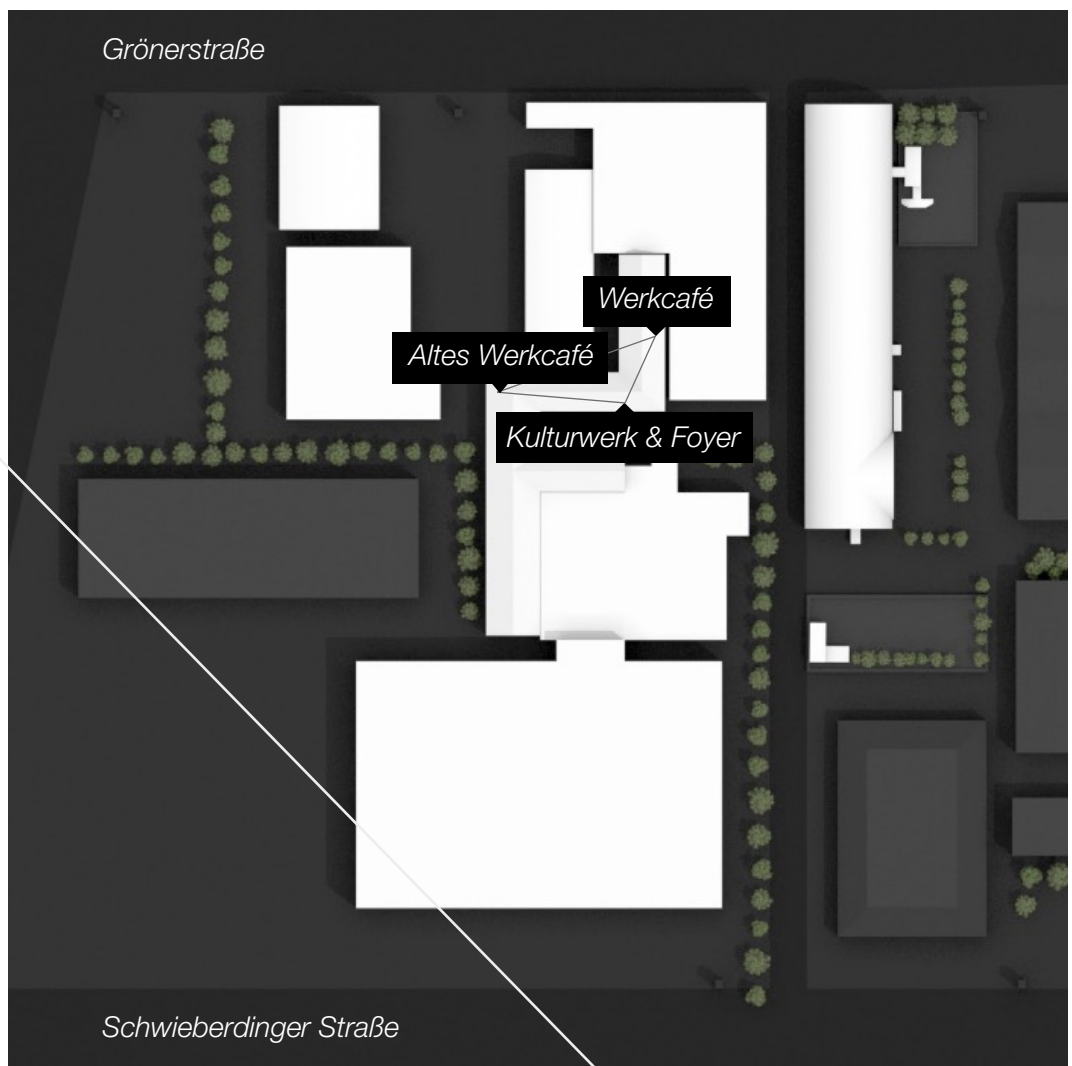 Grönerstraße
Werkcafé
Altes Werkcafé
Kulturwerk & Foyer
Schwieberdinger Straße